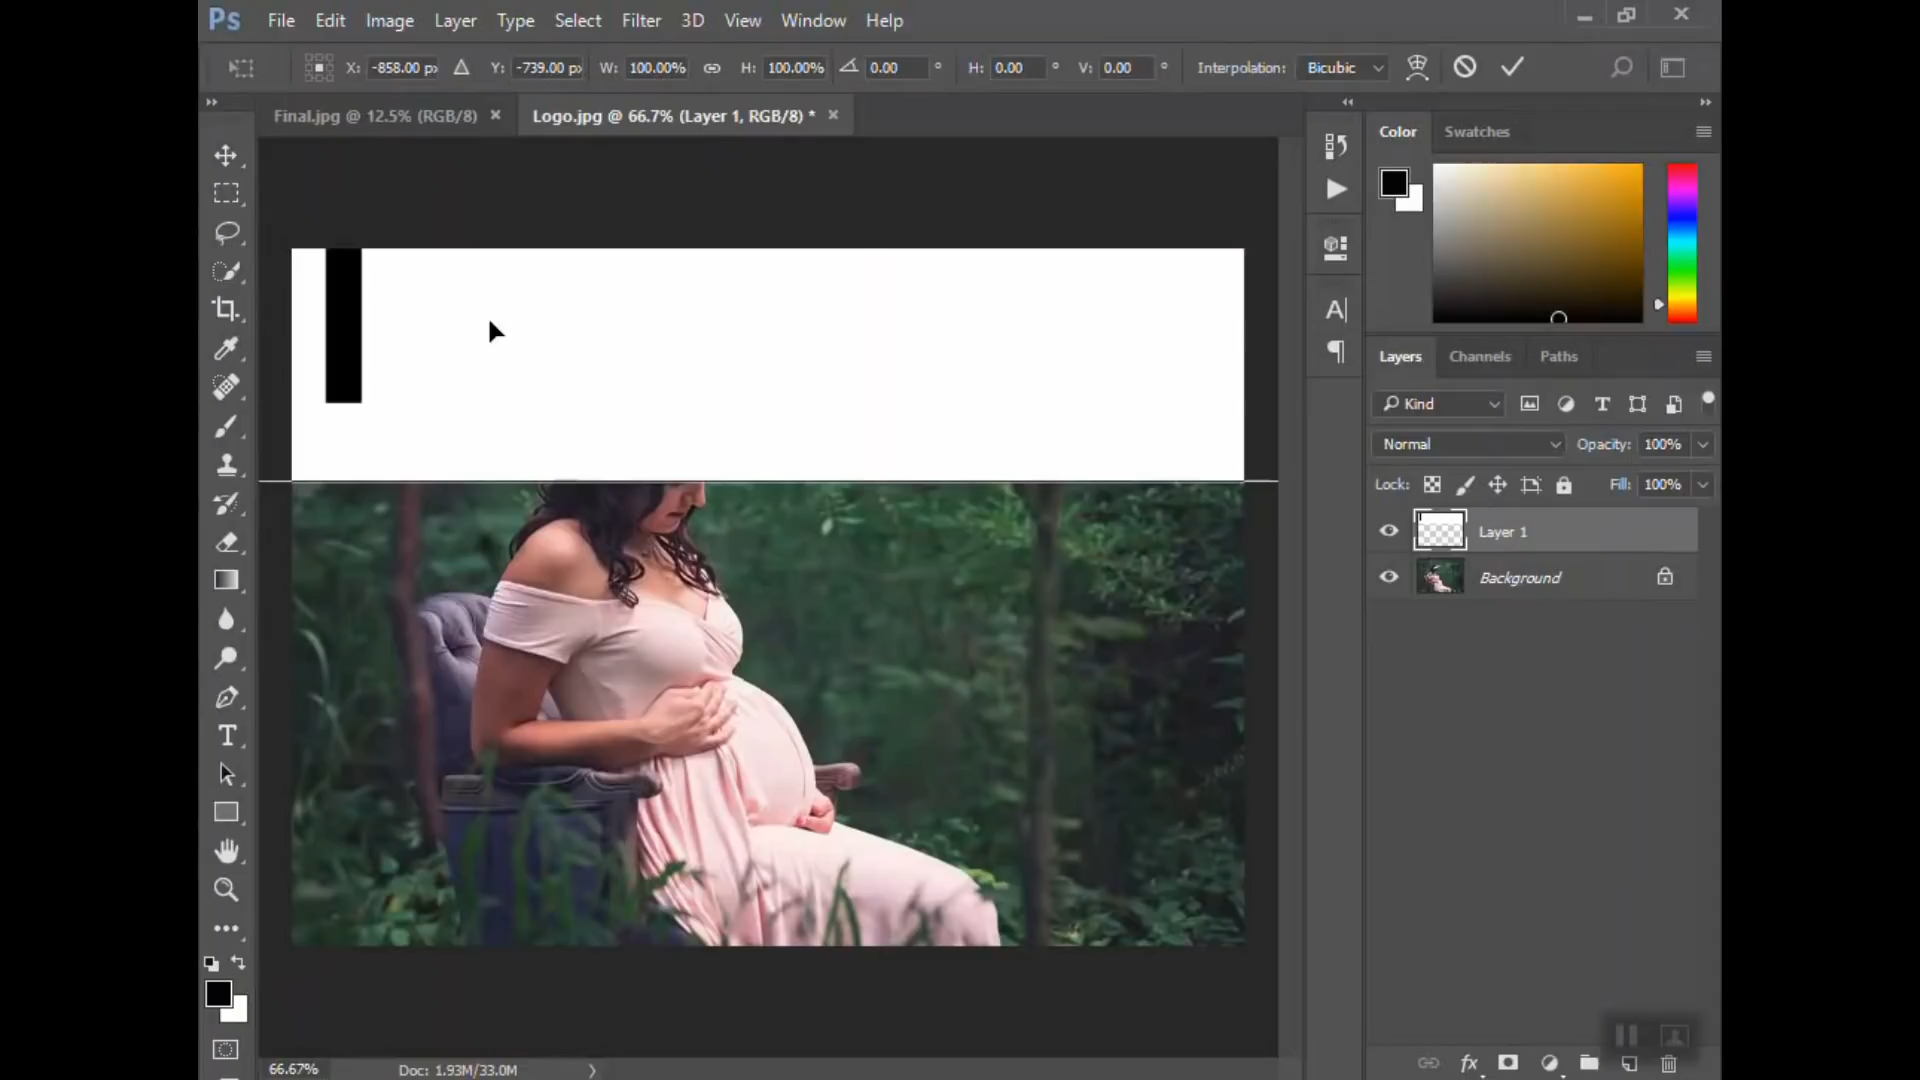 Ps File Edit Image Layer Type Select Filter 3D View Window Help
X: -858.00 px Y: -739.00 px W: 100.00% H: 100.00% 0.00 ° H: 0.00 ° V: 0.00 ° Interpolation: Bicubic
Final.jpg @ 12.5% (RGB/8) × Logo.jpg @ 66.7% (Layer 1, RGB/8) * ×
Color Swatches
Layers Channels Paths
Kind
Normal Opacity: 100%
Lock: Fill: 100%
Layer 1
Background
66.67% Doc: 1.93M/33.0M